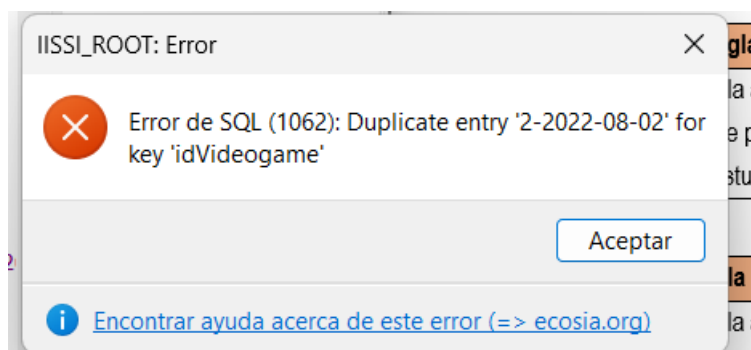 IISSI_ROOT: Error
Error de SQL (1062): Duplicate entry '2-2022-08-02' for
key 'idVideogame'
Aceptar
Encontrar ayuda acerca de este error (=> ecosia.org)